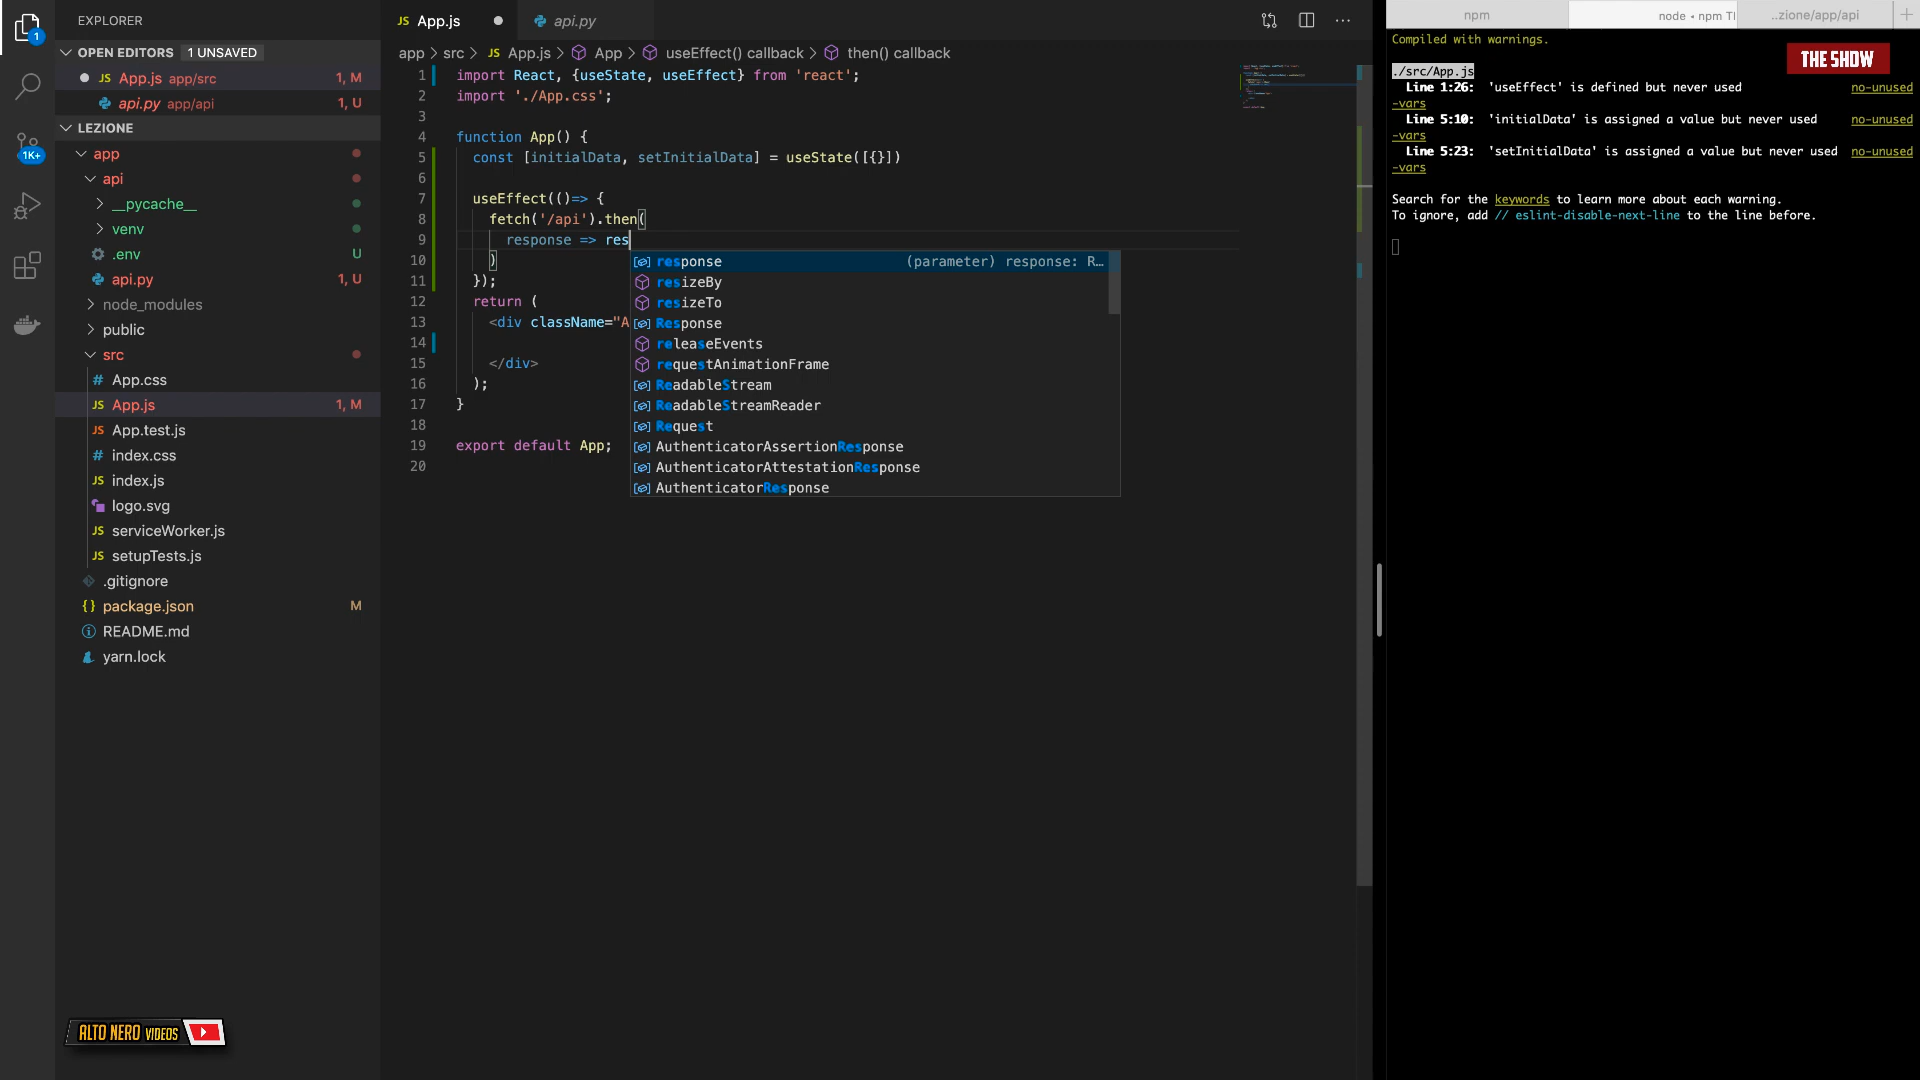 EXPLORER
OPEN EDITORS 1 UNSAVED
JS App.js app/src 1, M
api.py app/api 1, U
LEZIONE
app
api
__pycache__
venv
.env U
api.py 1, U
node_modules
public
src
# App.css
JS App.js 1, M
JS App.test.js
# index.css
JS index.js
logo.svg
JS serviceWorker.js
JS setupTests.js
.gitignore
{} package.json M
README.md
yarn.lock
1
1K+
ALTO NERO VIDEOS
JS App.js
api.py
app > src > JS App.js > App > useEffect() callback > then() callback
1 import React, {useState, useEffect} from 'react';
2 import './App.css';
3
4 function App() {
5 const [initialData, setInitialData] = useState([{}])
6
7 useEffect(()=> {
8 fetch('/api').then(
9 response => res
10 )
11 });
12 return (
13 <div className="A
14
15 </div>
16 );
17 }
18
19 export default App;
20
response (parameter) response: R…
resizeBy
resizeTo
Response
releaseEvents
requestAnimationFrame
ReadableStream
ReadableStreamReader
Request
AuthenticatorAssertionResponse
AuthenticatorAttestationResponse
AuthenticatorResponse
npm
node • npm TI
..zione/app/api
Compiled with warnings.
THE SHOW
./src/App.js
Line 1:26: 'useEffect' is defined but never used no-unused
-vars
Line 5:10: 'initialData' is assigned a value but never used no-unused
-vars
Line 5:23: 'setInitialData' is assigned a value but never used no-unused
-vars
Search for the keywords to learn more about each warning.
To ignore, add // eslint-disable-next-line to the line before.